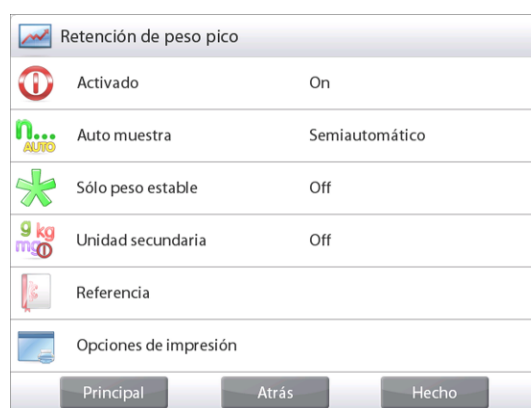 Retención de peso pico
Activado On
n...
AUTO
Auto muestra Semiautomático
Sólo peso estable Off
g kg
mg
Unidad secundaria Off
Referencia
Opciones de impresión
Principal Atrás Hecho